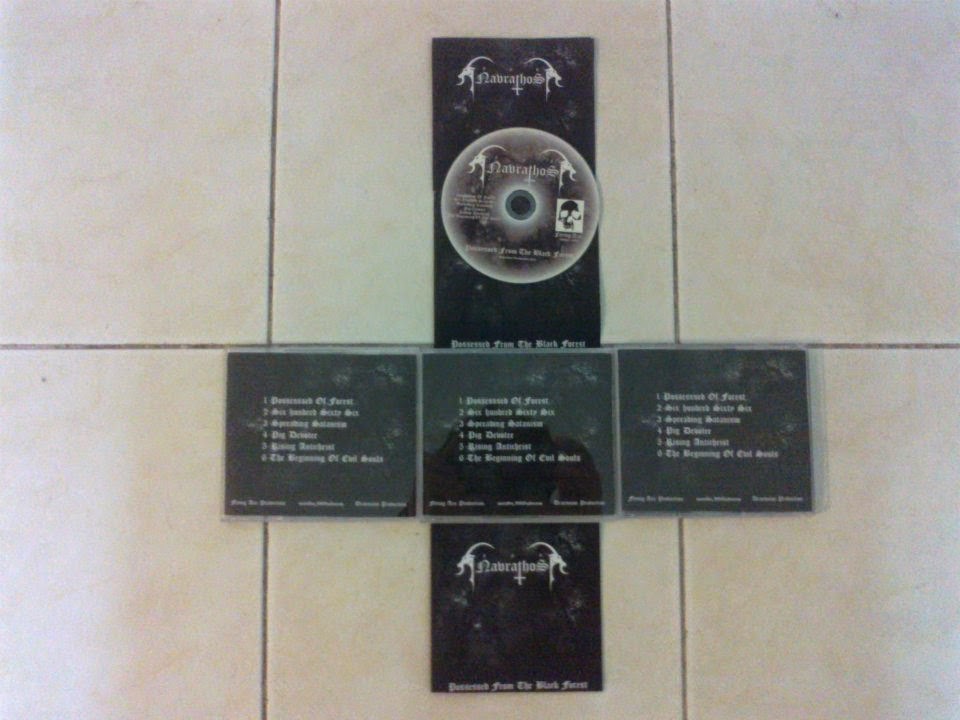 NavrathoS
NavrathoS
Possessed From The Black Forest
Possessed From The Black Forest
1 Possessed Of Forest
2 Six hundred Sixty Six
3 Spreading Satanism
4 Pig Devotee
5 Rising Antichrist
6 The Beginning Of Evil Souls
1 Possessed Of Forest
2 Six hundred Sixty Six
3 Spreading Satanism
4 Pig Devotee
5 Rising Antichrist
6 The Beginning Of Evil Souls
1 Possessed Of Forest
2 Six hundred Sixty Six
3 Spreading Satanism
4 Pig Devotee
5 Rising Antichrist
6 The Beginning Of Evil Souls
NavrathoS
Possessed From The Black Forest